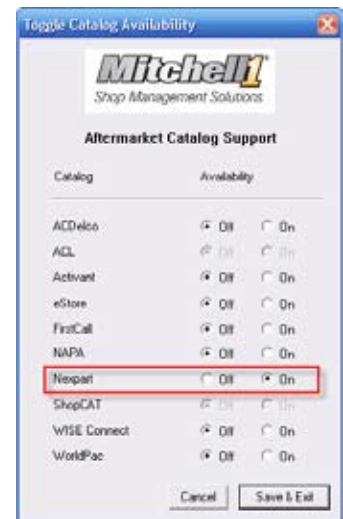 Toggle Catalog Availability
Mitchell1
Shop Management Solutions
Aftermarket Catalog Support
Catalog Availability
ACDelco Off On
ACL Off On
Activant Off On
eStore Off On
FirstCall Off On
NAPA Off On
Nexpart Off On
ShopCAT Off On
WISE Connect Off On
WorldPac Off On
Cancel Save & Exit